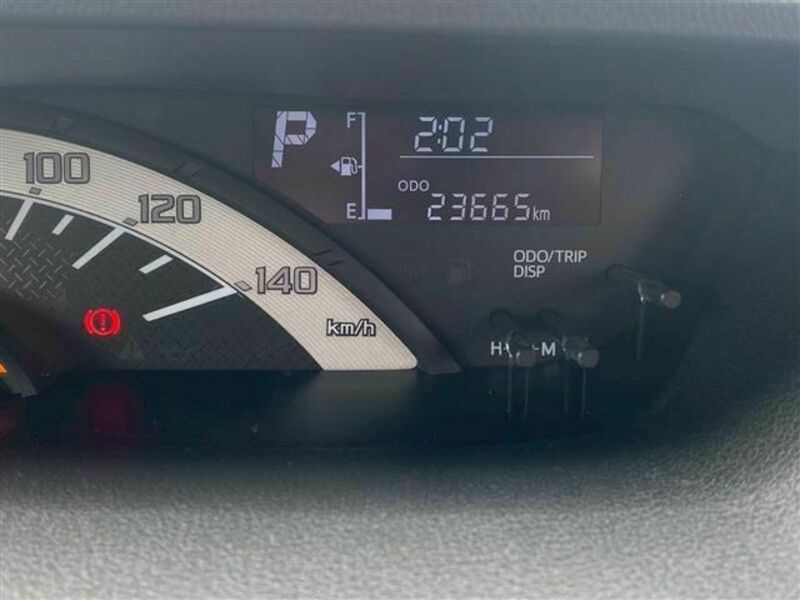 P
F
2:02
ODO
E
23665km
100
120
140
km/h
ODO/TRIP
DISP
H
M